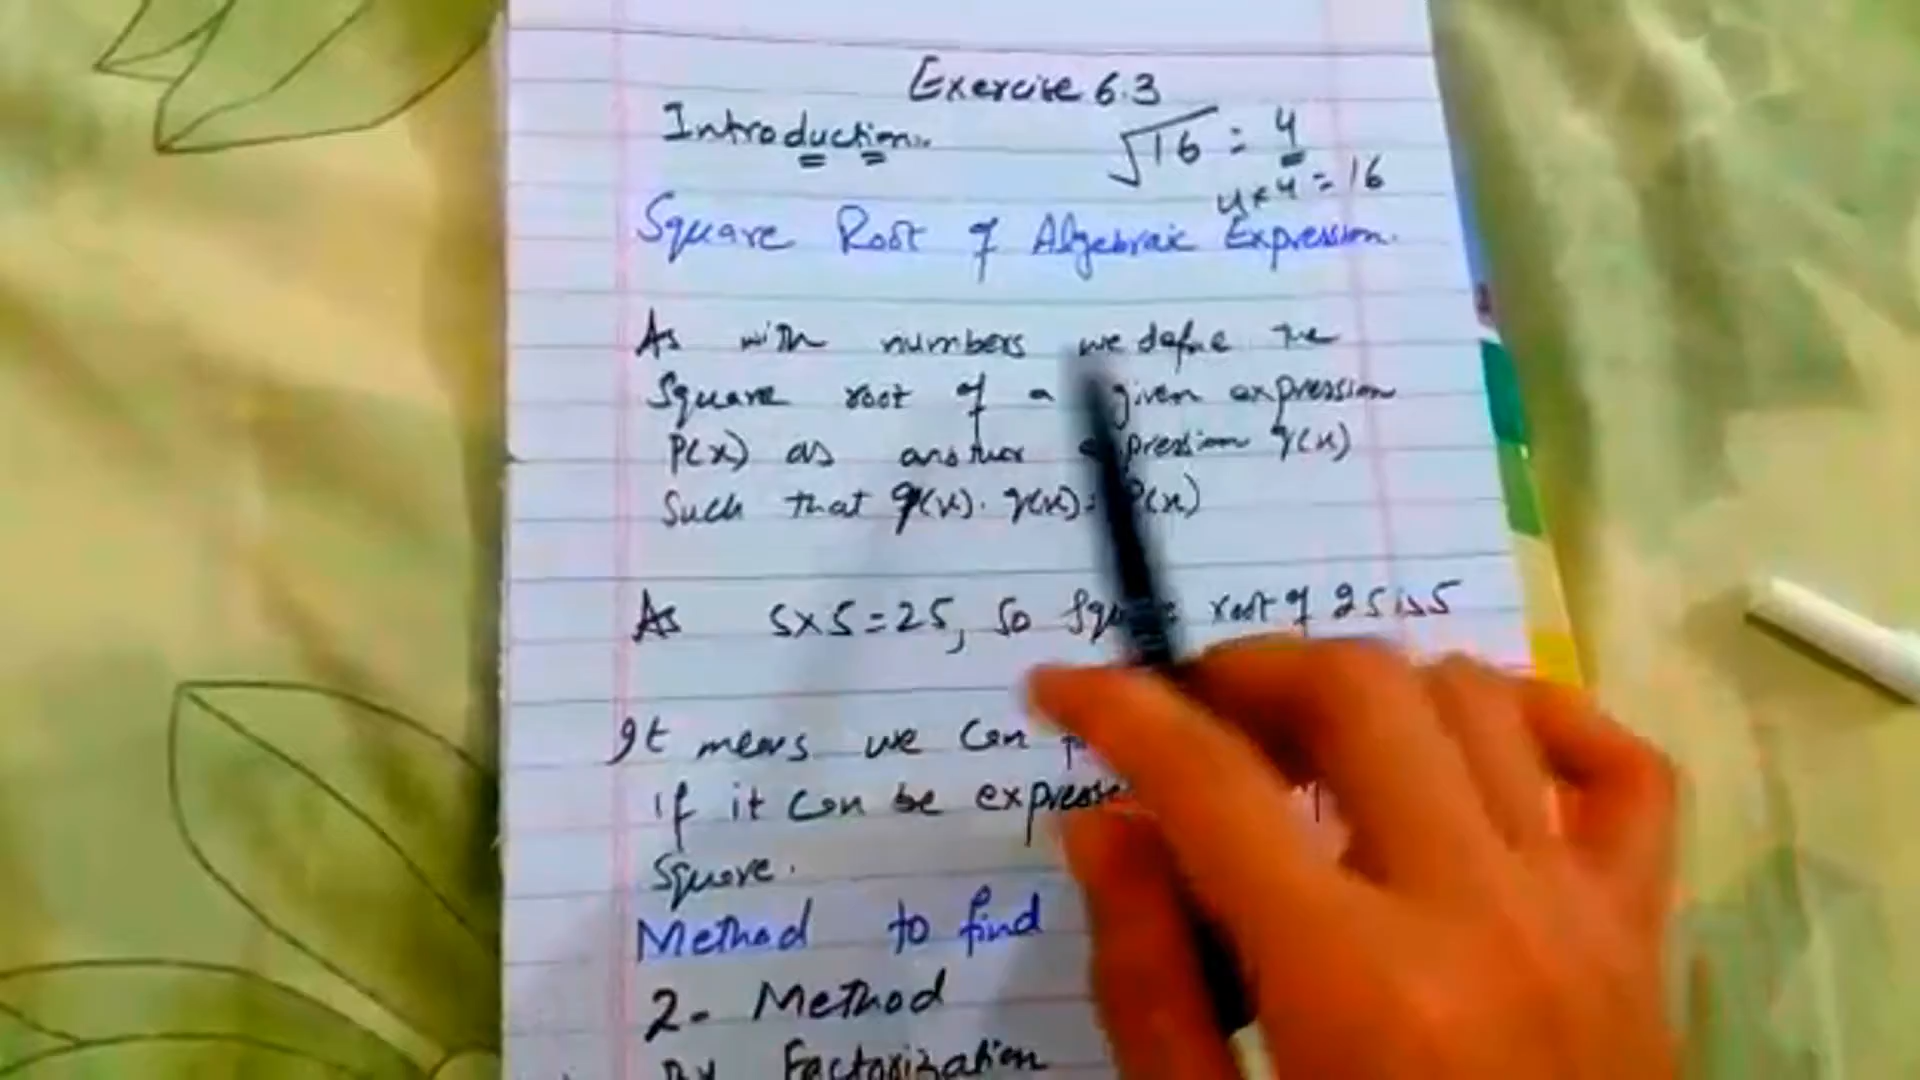 Exercise 6.3
Introduction
√16 = 4
4×4=16
Square Root of Algebraic Expression.
As with numbers we define the
Square root of a given expression
P(x) as another expression q(x)
Such that q(x). q(x) = P(x)
As 5×5=25, so Square root of 25 is 5
It means we can
if it can be expresse
Square.
Method to find
2- Method
By Factorization